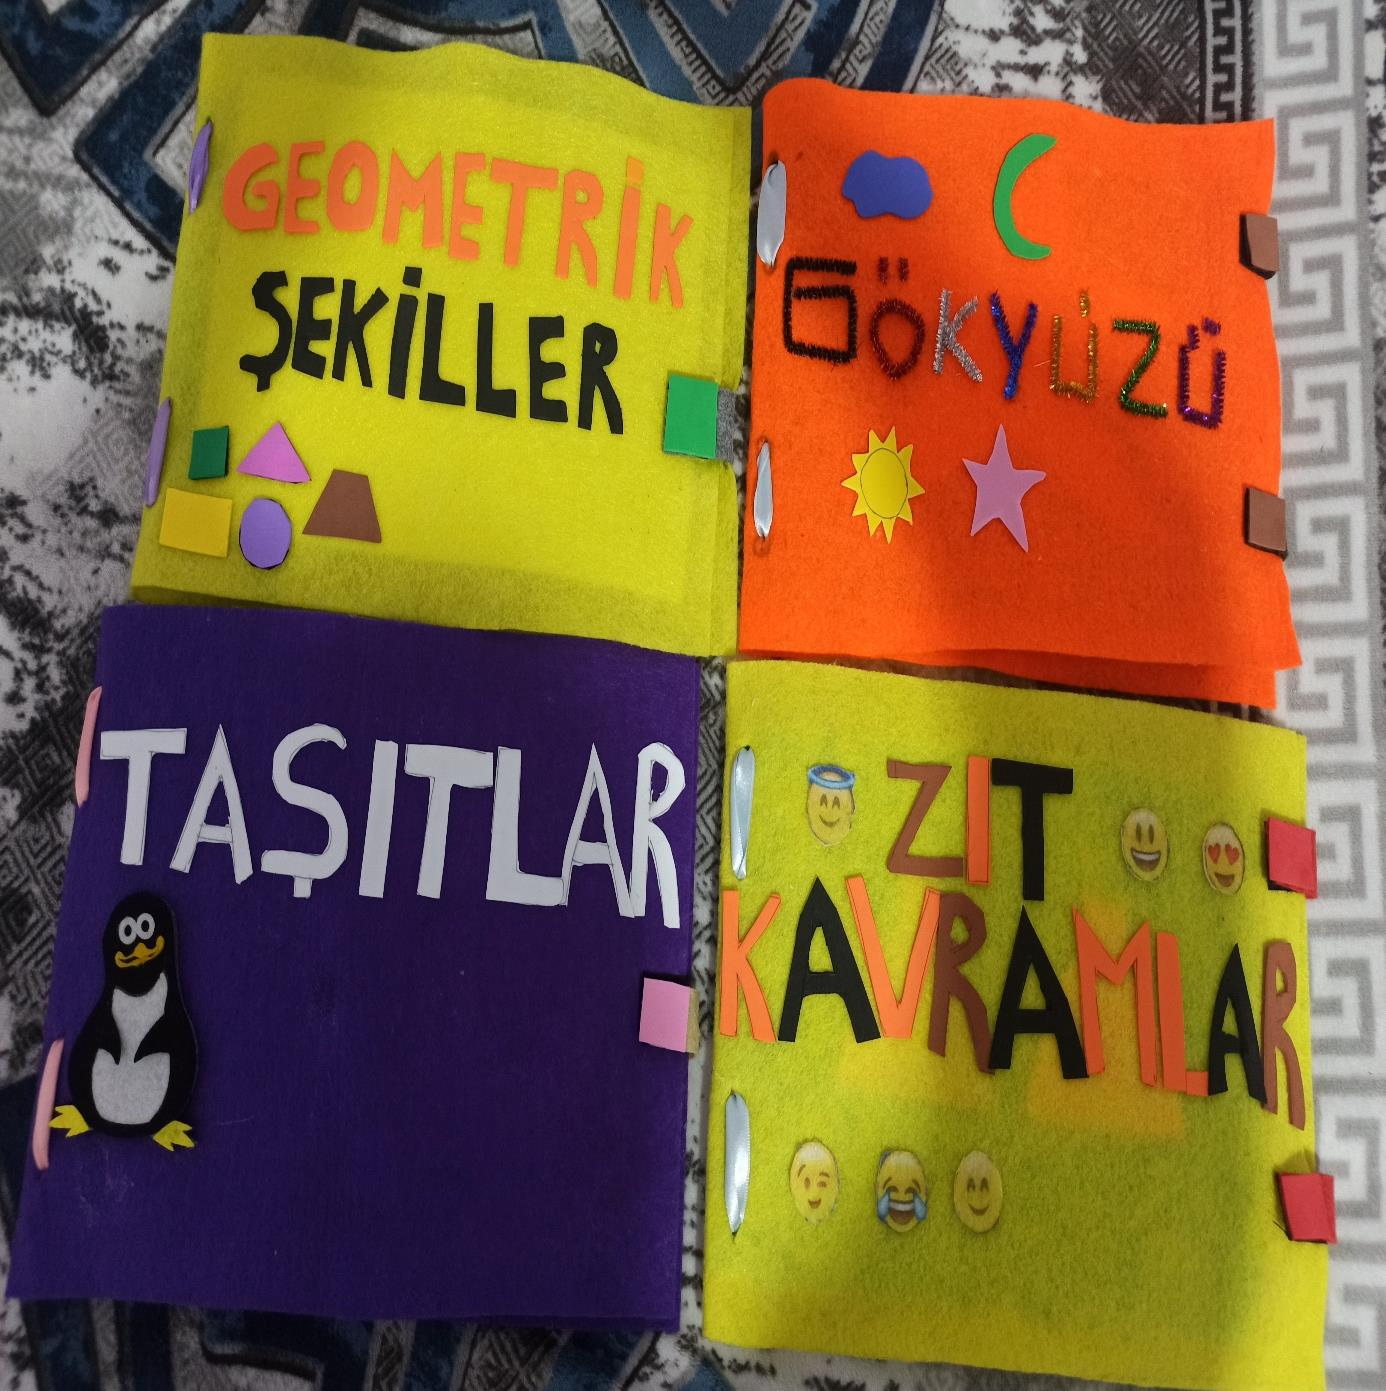 GEOMETRİK
ŞEKİLLER
GÖKYÜZÜ
TAŞITLAR
ZIT
KAVRAMLAR